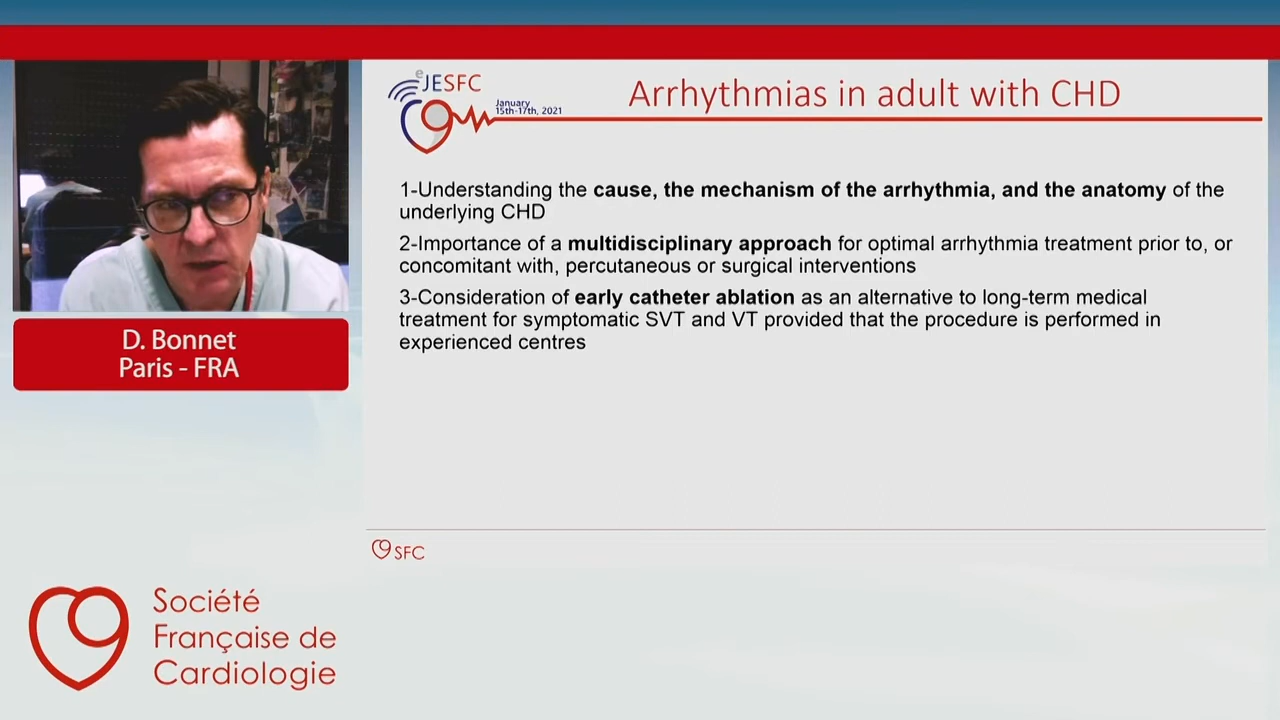 eJESFC
January
15th-17th, 2021
Arrhythmias in adult with CHD
1-Understanding the cause, the mechanism of the arrhythmia, and the anatomy of the
underlying CHD
2-Importance of a multidisciplinary approach for optimal arrhythmia treatment prior to, or
concomitant with, percutaneous or surgical interventions
3-Consideration of early catheter ablation as an alternative to long-term medical
treatment for symptomatic SVT and VT provided that the procedure is performed in
experienced centres
D. Bonnet
Paris - FRA
SFC
Société
Française de
Cardiologie